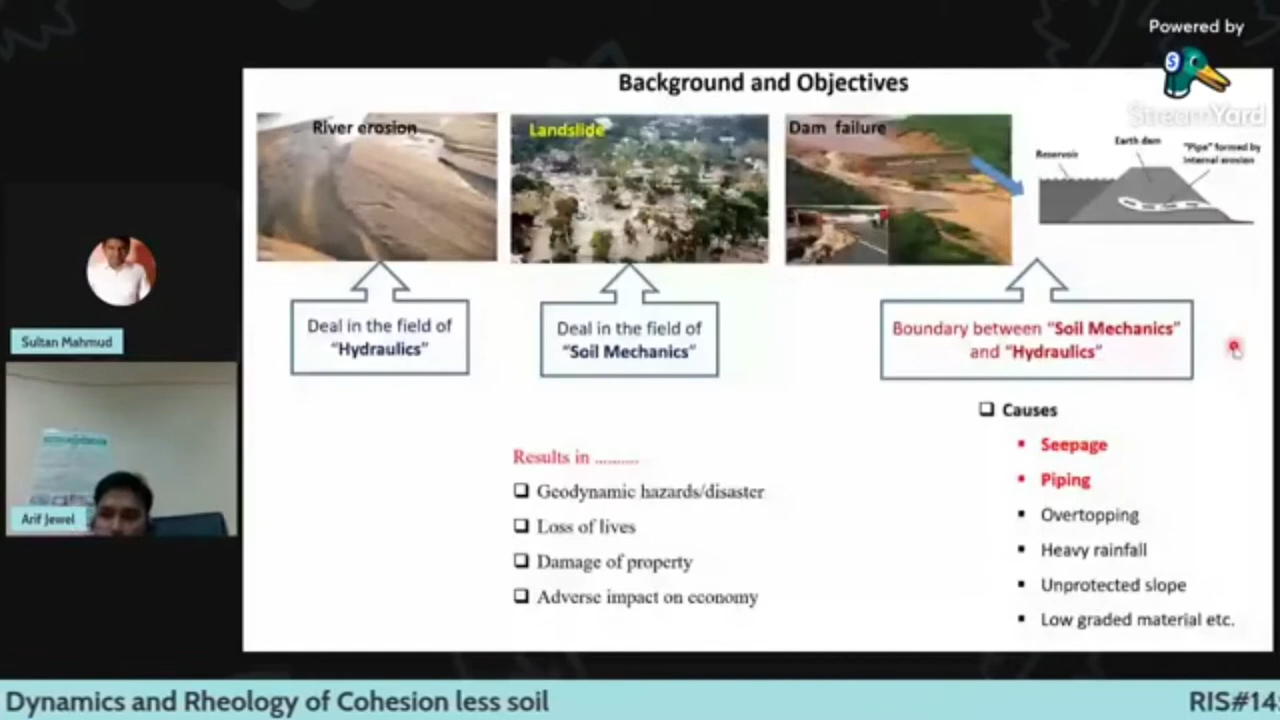 Powered by
StreamYard
Background and Objectives
River erosion
Landslide
Dam failure
Reservoir
Earth dam
"Pipe" formed by
internal erosion
Deal in the field of
"Hydraulics"
Deal in the field of
"Soil Mechanics"
Boundary between "Soil Mechanics"
and "Hydraulics"
Sultan Mahmud
Arif Jewel
Results in ..........
Geodynamic hazards/disaster
Loss of lives
Damage of property
Adverse impact on economy
Causes
Seepage
Piping
Overtopping
Heavy rainfall
Unprotected slope
Low graded material etc.
Dynamics and Rheology of Cohesion less soil
RIS#14